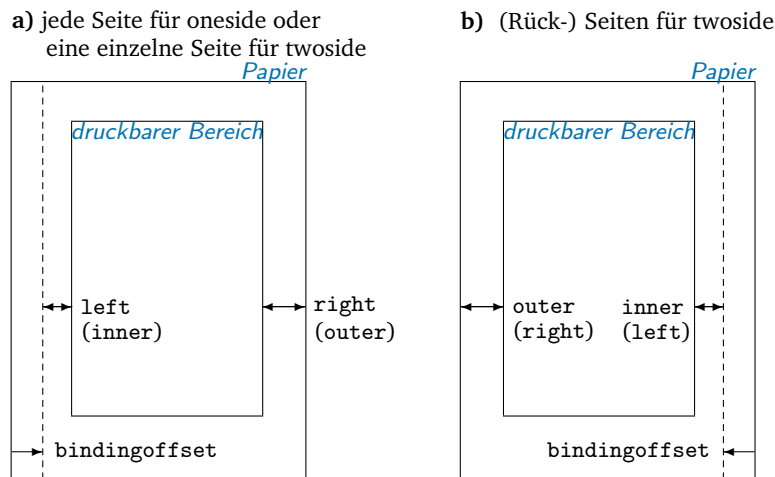 a) jede Seite für oneside oder
eine einzelne Seite für twoside
Papier
druckbarer Bereich
left
(inner)
right
(outer)
bindingoffset
b) (Rück-) Seiten für twoside
Papier
druckbarer Bereich
outer
(right)
inner
(left)
bindingoffset